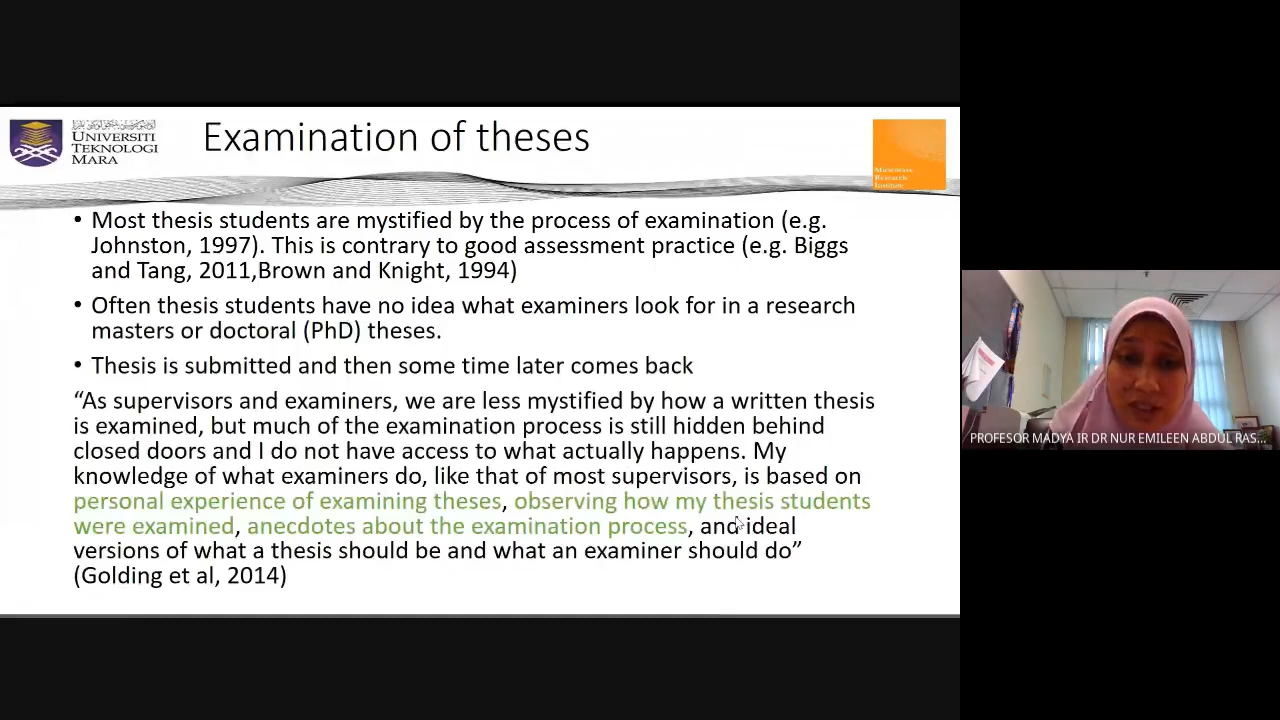 UNIVERSITI
TEKNOLOGI
MARA
Examination of theses
Microwave
Research
Institute
• Most thesis students are mystified by the process of examination (e.g.
Johnston, 1997). This is contrary to good assessment practice (e.g. Biggs
and Tang, 2011,Brown and Knight, 1994)
• Often thesis students have no idea what examiners look for in a research
masters or doctoral (PhD) theses.
• Thesis is submitted and then some time later comes back
“As supervisors and examiners, we are less mystified by how a written thesis
is examined, but much of the examination process is still hidden behind
closed doors and I do not have access to what actually happens. My
knowledge of what examiners do, like that of most supervisors, is based on
personal experience of examining theses, observing how my thesis students
were examined, anecdotes about the examination process, and ideal
versions of what a thesis should be and what an examiner should do”
(Golding et al, 2014)
PROFESOR MADYA IR DR NUR EMILEEN ABDUL RAS...